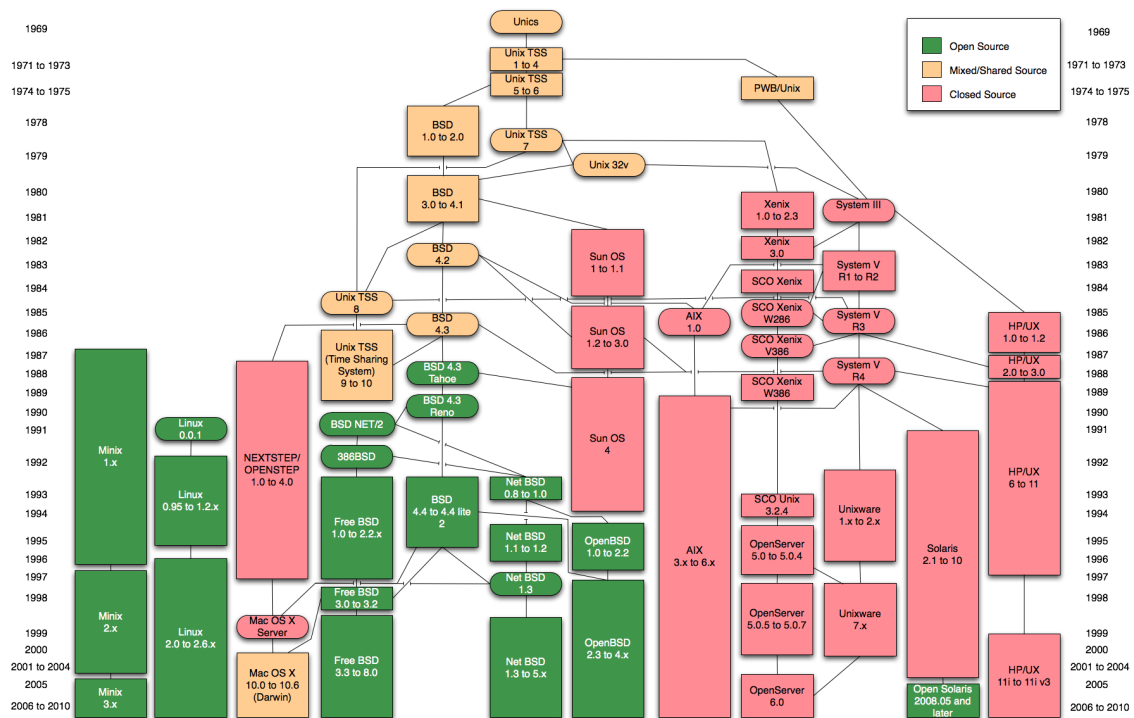 1969
Unics
1969
Open Source
Mixed/Shared Source
Closed Source
1971 to 1973
Unix TSS
1 to 4
1971 to 1973
1974 to 1975
Unix TSS
5 to 6
PWB/Unix
1974 to 1975
1978
BSD
1.0 to 2.0
Unix TSS
7
1978
1979
Unix 32v
1979
1980
BSD
3.0 to 4.1
Xenix
1.0 to 2.3
System III
1980
1981
1981
1982
BSD
4.2
Sun OS
1 to 1.1
Xenix
3.0
1982
1983
System V
R1 to R2
1983
1984
Unix TSS
8
SCO Xenix
1984
1985
BSD
4.3
Sun OS
1.2 to 3.0
AIX
1.0
SCO Xenix
W286
System V
R3
HP/UX
1.0 to 1.2
1985
1986
Unix TSS
(Time Sharing
System)
9 to 10
SCO Xenix
V386
1986
1987
BSD 4.3
Tahoe
System V
R4
HP/UX
2.0 to 3.0
1987
1988
SCO Xenix
W386
1988
1989
BSD 4.3
Reno
1989
1990
Linux
0.0.1
BSD NET/2
1990
1991
Minix
1.x
Sun OS
4
1991
1992
NEXTSTEP/
OPENSTEP
1.0 to 4.0
386BSD
HP/UX
6 to 11
1992
1993
Linux
0.95 to 1.2.x
Net BSD
0.8 to 1.0
SCO Unix
3.2.4
1993
1994
Free BSD
1.0 to 2.2.x
BSD
4.4 to 4.4 lite
2
Unixware
1.x to 2.x
1994
1995
Net BSD
1.1 to 1.2
OpenBSD
1.0 to 2.2
AIX
3.x to 6.x
OpenServer
5.0 to 5.0.4
Solaris
2.1 to 10
1995
1996
1996
1997
Net BSD
1.3
1997
1998
Minix
2.x
Free BSD
3.0 to 3.2
OpenServer
5.0.5 to 5.0.7
Unixware
7.x
1998
1999
Linux
2.0 to 2.6.x
Mac OS X
Server
1999
2000
OpenBSD
2.3 to 4.x
2000
2001 to 2004
Mac OS X
10.0 to 10.6
(Darwin)
Free BSD
3.3 to 8.0
Net BSD
1.3 to 5.x
HP/UX
11i to 11i v3
2001 to 2004
2005
Minix
3.x
OpenServer
6.0
Open Solaris
2008.05 and
later
2005
2006 to 2010
2006 to 2010